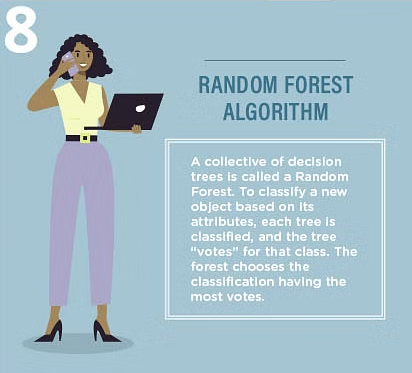 8
RANDOM FOREST
ALGORITHM
A collective of decision
trees is called a Random
Forest. To classify a new
object based on its
attributes, each tree is
classified, and the tree
“votes” for that class. The
forest chooses the
classification having the
most votes.